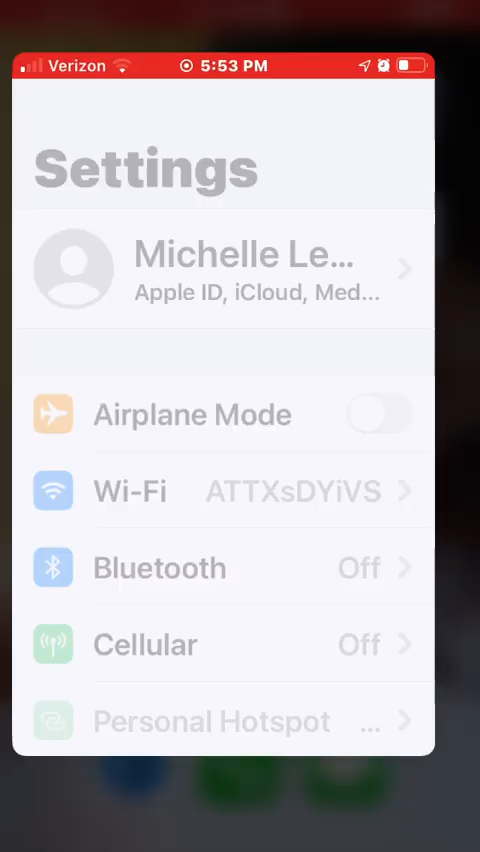 Verizon 5:53 PM
Settings
Michelle Le...
Apple ID, iCloud, Med...
Airplane Mode
Wi-Fi ATTXsDYiVS
Bluetooth Off
Cellular Off
Personal Hotspot ...